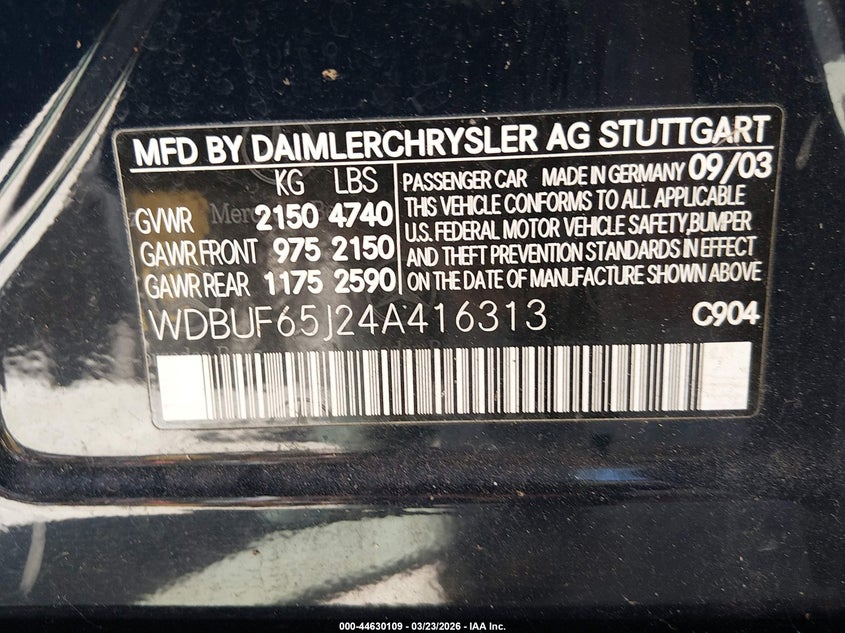 MFD BY DAIMLERCHRYSLER AG STUTTGART
KG LBS
GVWR 2150 4740
GAWR FRONT 975 2150
GAWR REAR 1175 2590
PASSENGER CAR MADE IN GERMANY 09/03
THIS VEHICLE CONFORMS TO ALL APPLICABLE
U.S. FEDERAL MOTOR VEHICLE SAFETY,BUMPER
AND THEFT PREVENTION STANDARDS IN EFFECT
ON THE DATE OF MANUFACTURE SHOWN ABOVE
WDBUF65J24A416313 C904
000-44630109 - 03/23/2026 - IAA Inc.